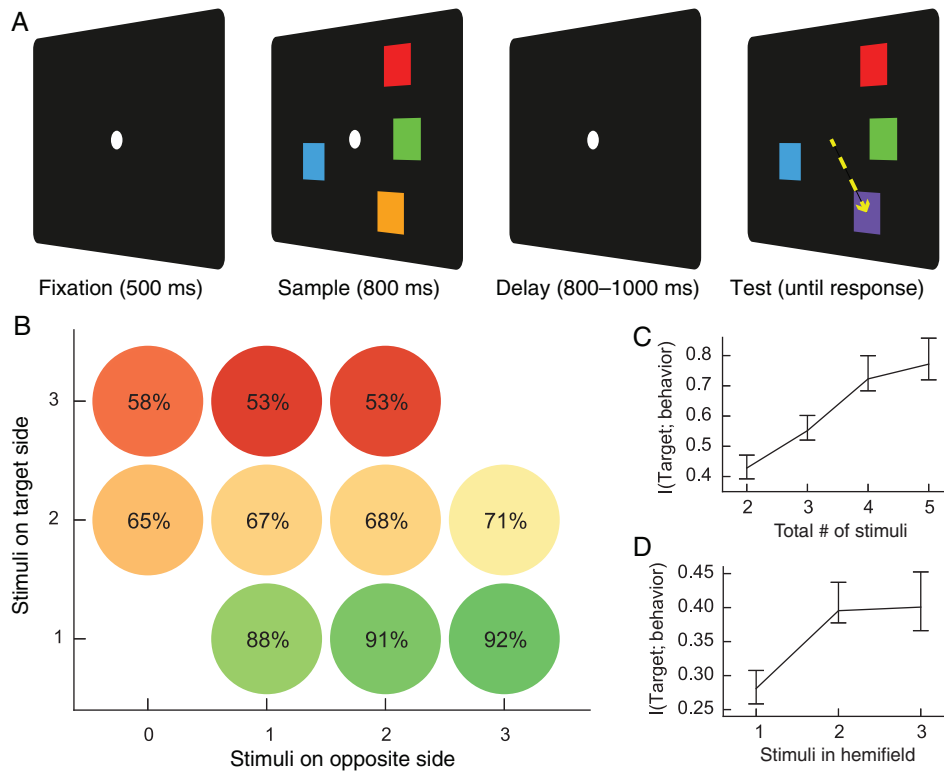 A
Fixation (500 ms)
Sample (800 ms)
Delay (800–1000 ms)
Test (until response)
B
Stimuli on target side
3
2
1
58%
53%
53%
65%
67%
68%
71%
88%
91%
92%
0
1
2
3
Stimuli on opposite side
C
I(Target; behavior)
0.8
0.7
0.6
0.5
0.4
2
3
4
5
Total # of stimuli
D
I(Target; behavior)
0.45
0.40
0.35
0.30
0.25
1
2
3
Stimuli in hemifield